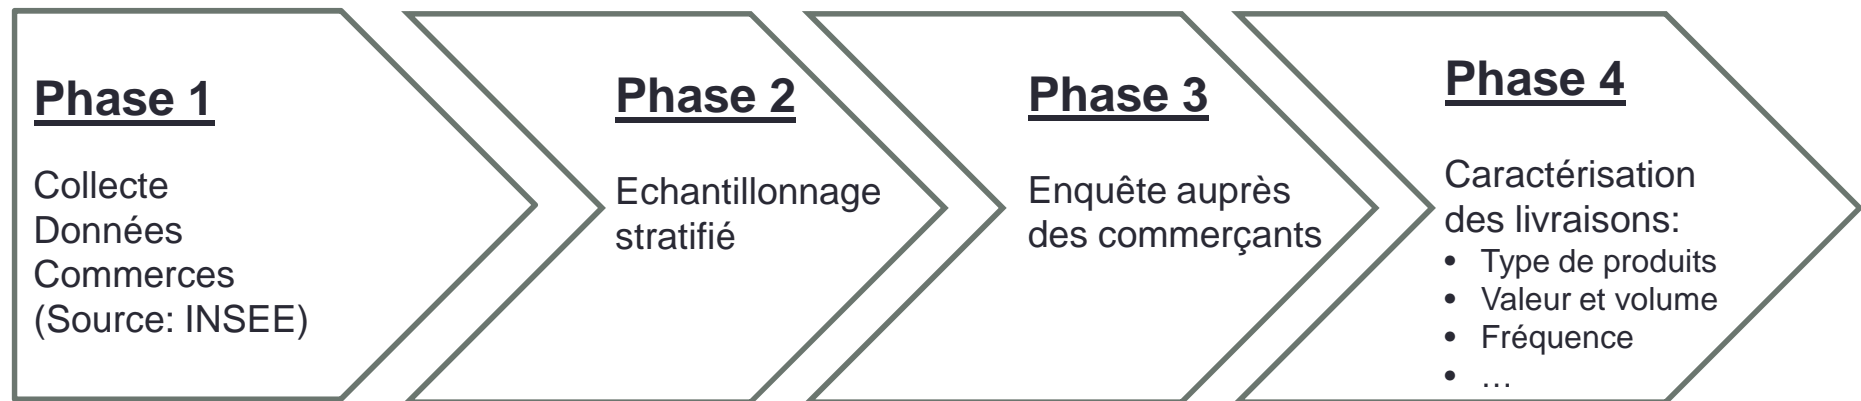 Phase 1
Collecte
Données
Commerces
(Source: INSEE)
Phase 2
Echantillonnage
stratifié
Phase 3
Enquête auprès
des commerçants
Phase 4
Caractérisation
des livraisons:
• Type de produits
• Valeur et volume
• Fréquence
• …